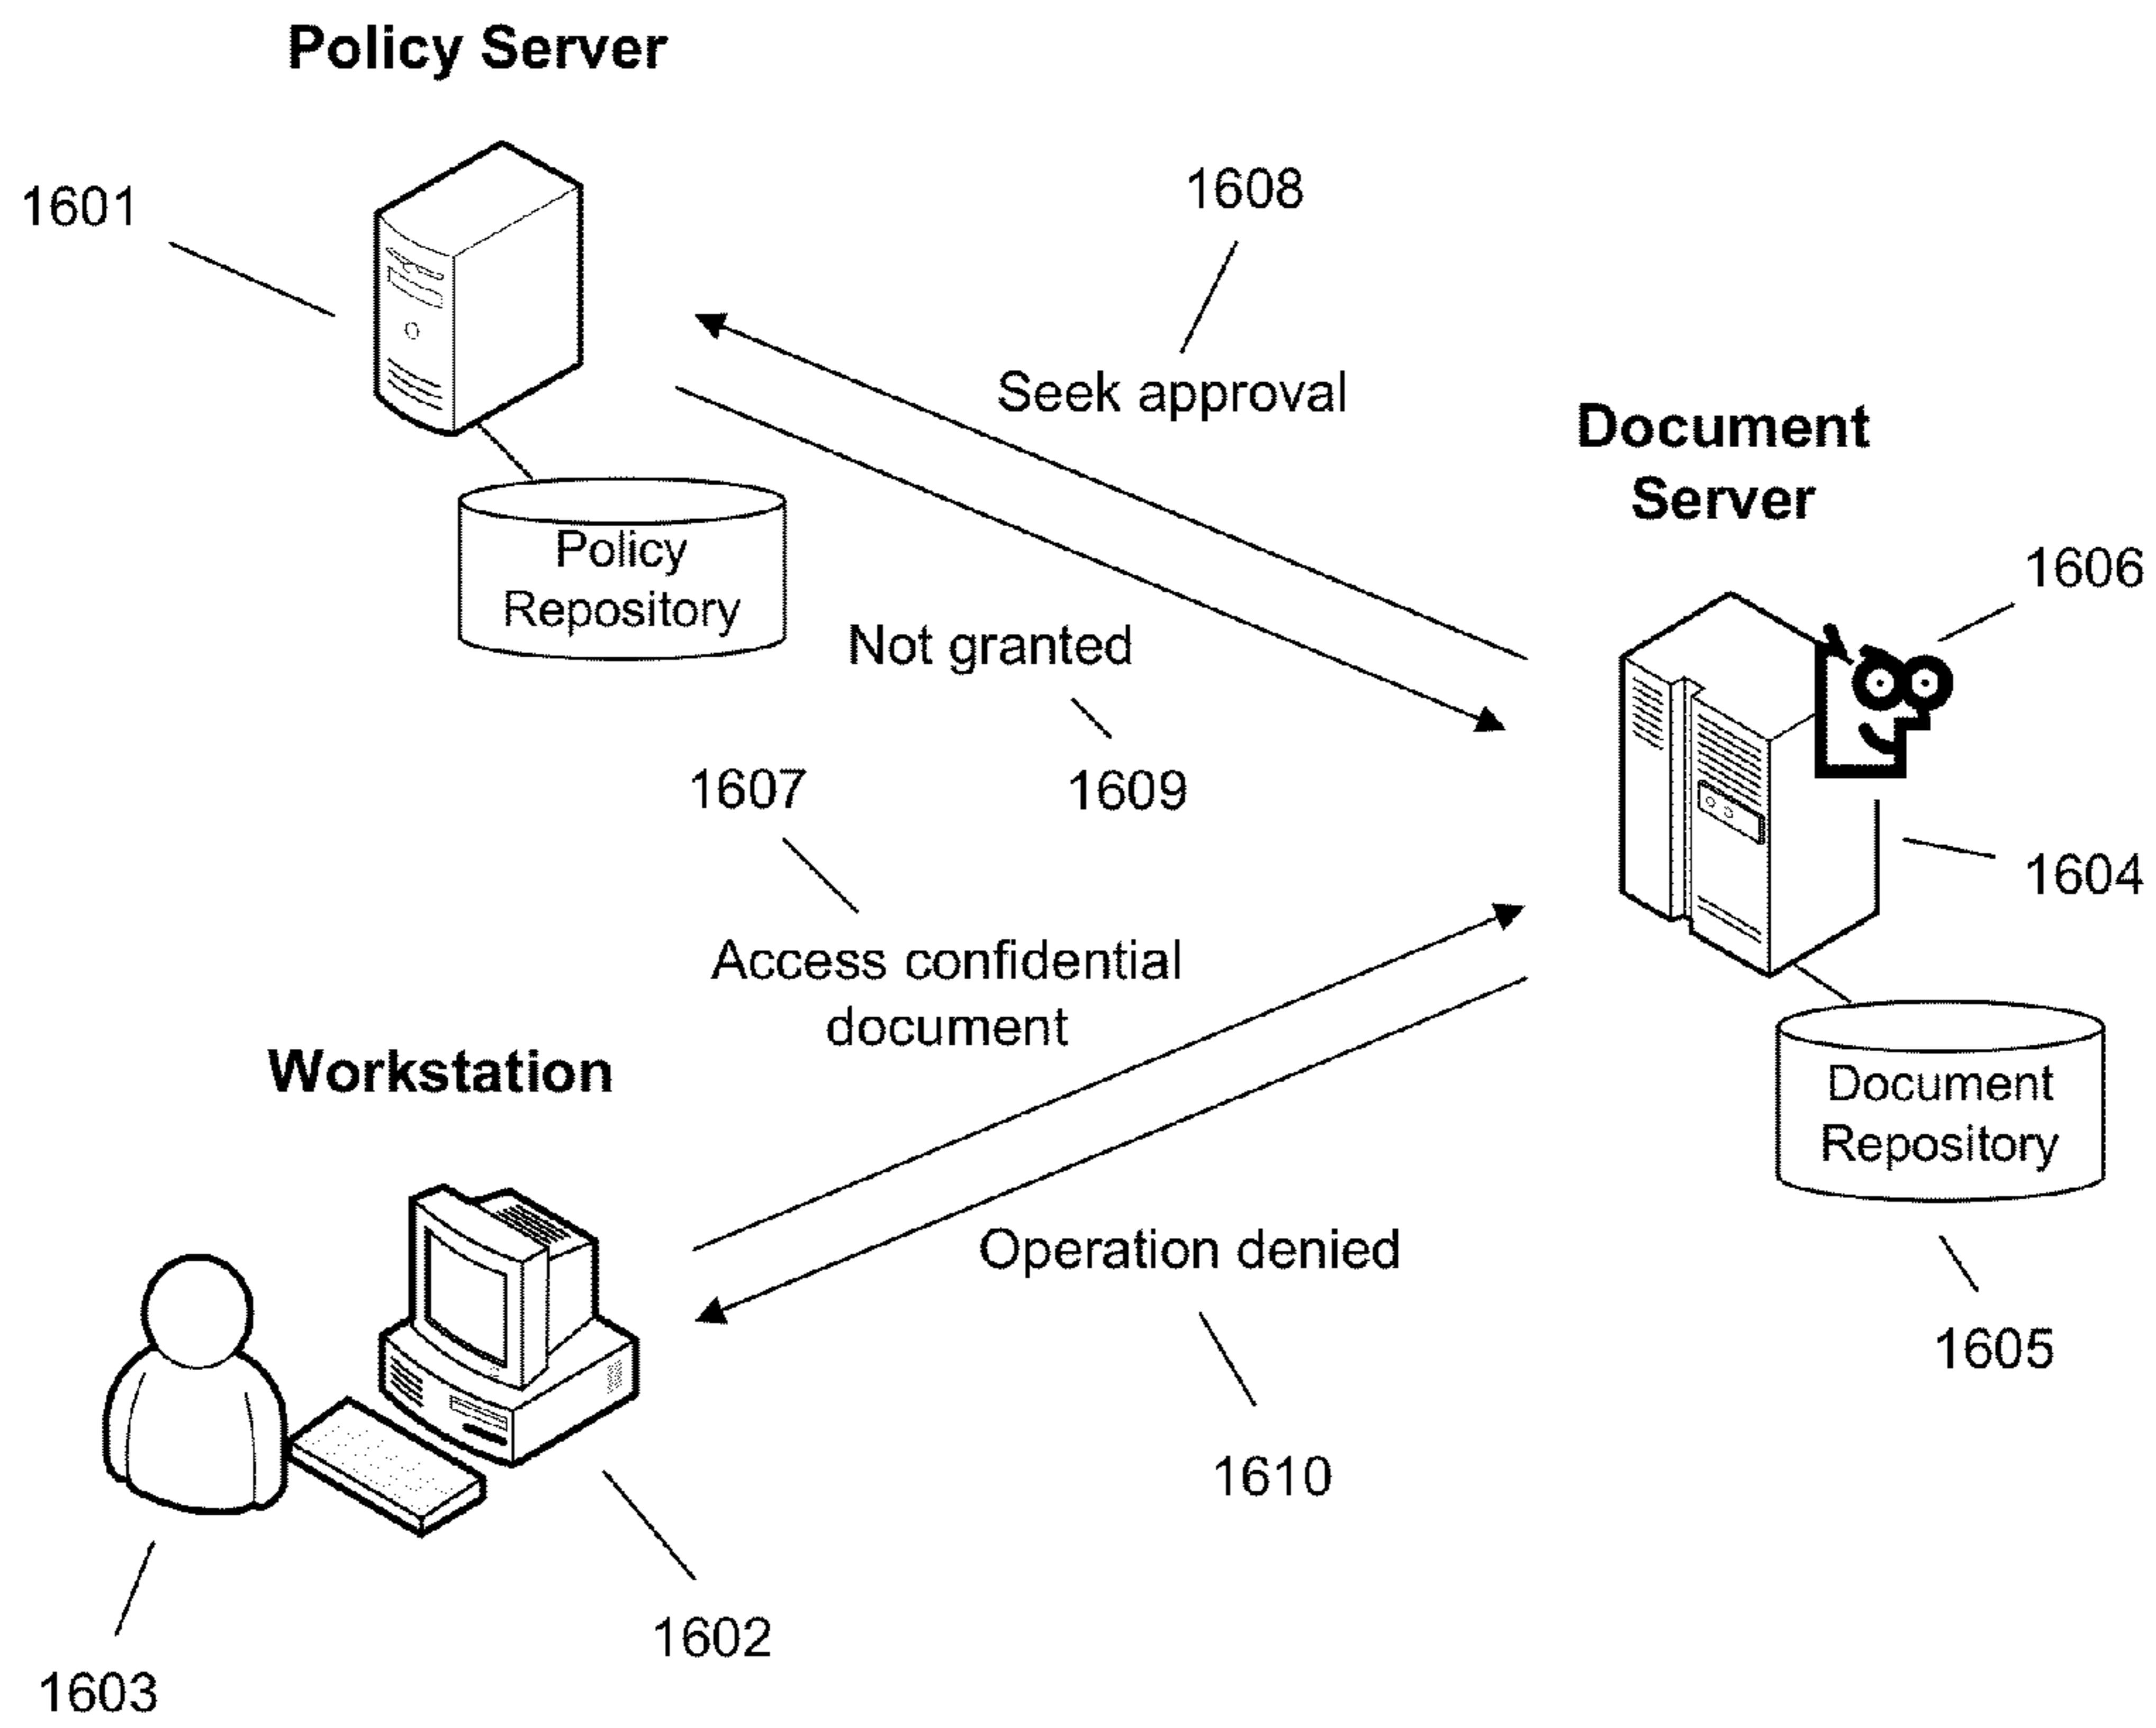 Policy Server
1601
1608
Seek approval
Document
Server
Policy
Repository
1606
Not granted
1607
1609
1604
Access confidential
document
Workstation
Document
Repository
Operation denied
1605
1610
1602
1603